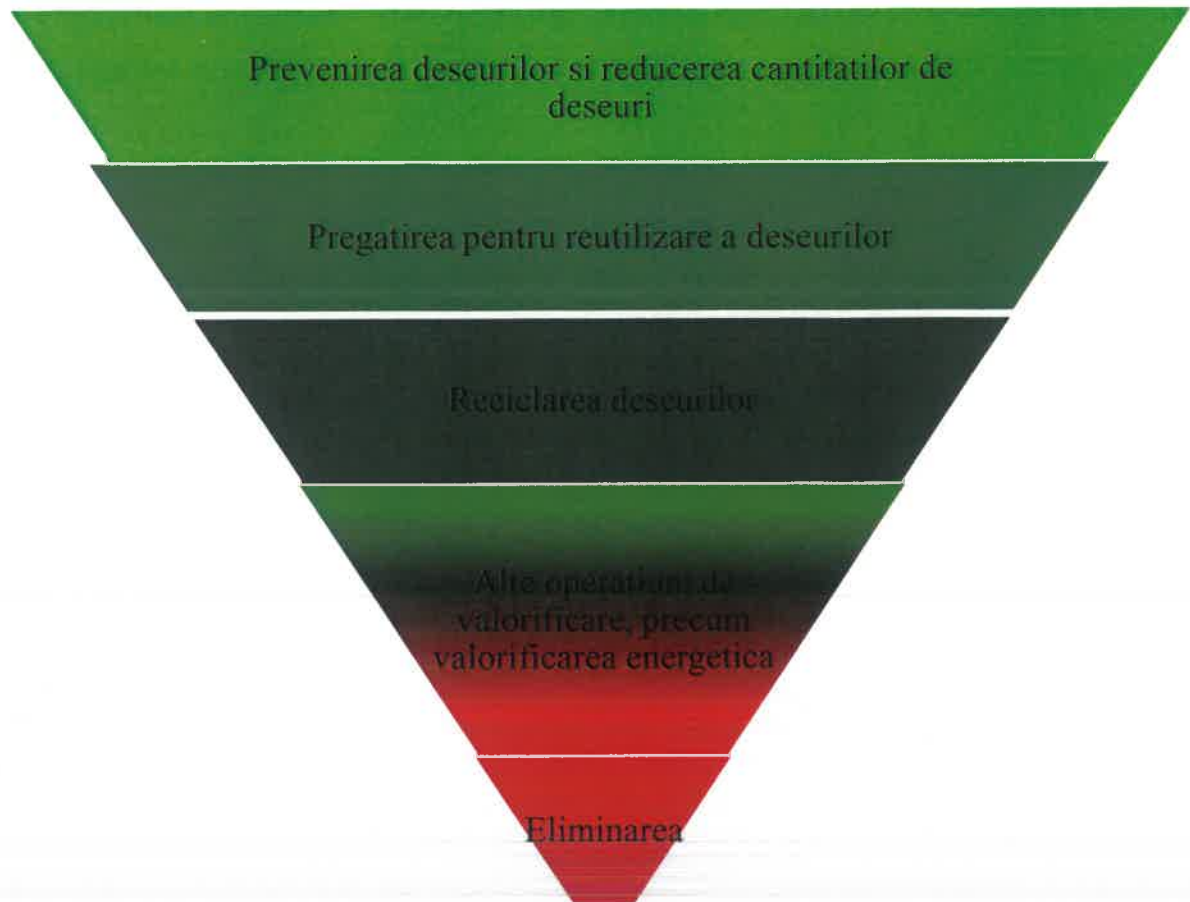 Prevenirea deseurilor si reducerea cantitatilor de
deseuri
Pregatirea pentru reutilizare a deseurilor
Reciclarea deseurilor
Alte operatiuni de
valorificare, precum
valorificarea energetica
Eliminarea